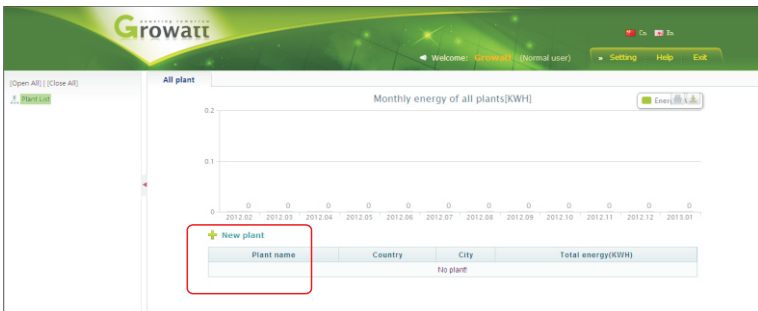 powering tomorrow
Growatt
Cn En
Welcome: Growatt (Normal user) » Setting Help Exit
[Open All] | [Close All]
Plant List
All plant
Monthly energy of all plants[KWH]
0.2
0.1
0
0 0 0 0 0 0 0 0 0 0 0 0
2012.02 2012.03 2012.04 2012.05 2012.06 2012.07 2012.08 2012.09 2012.10 2012.11 2012.12 2013.01
New plant
Plant name Country City Total energy(KWH)
No plant!